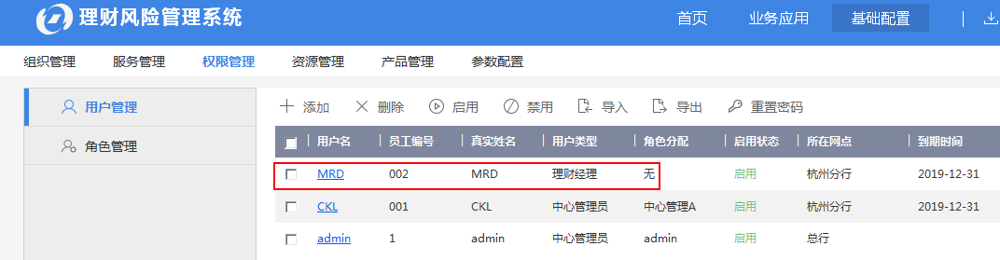 理财风险管理系统
首页 业务应用 基础配置
组织管理 服务管理 权限管理 资源管理 产品管理 参数配置
用户管理
角色管理
添加 删除 启用 禁用 导入 导出 重置密码
用户名 员工编号 真实姓名 用户类型 角色分配 启用状态 所在网点 到期时间
MRD 002 MRD 理财经理 无 启用 杭州分行 2019-12-31
CKL 001 CKL 中心管理员 中心管理A 启用 杭州分行 2019-12-31
admin 1 admin 中心管理员 admin 启用 总行